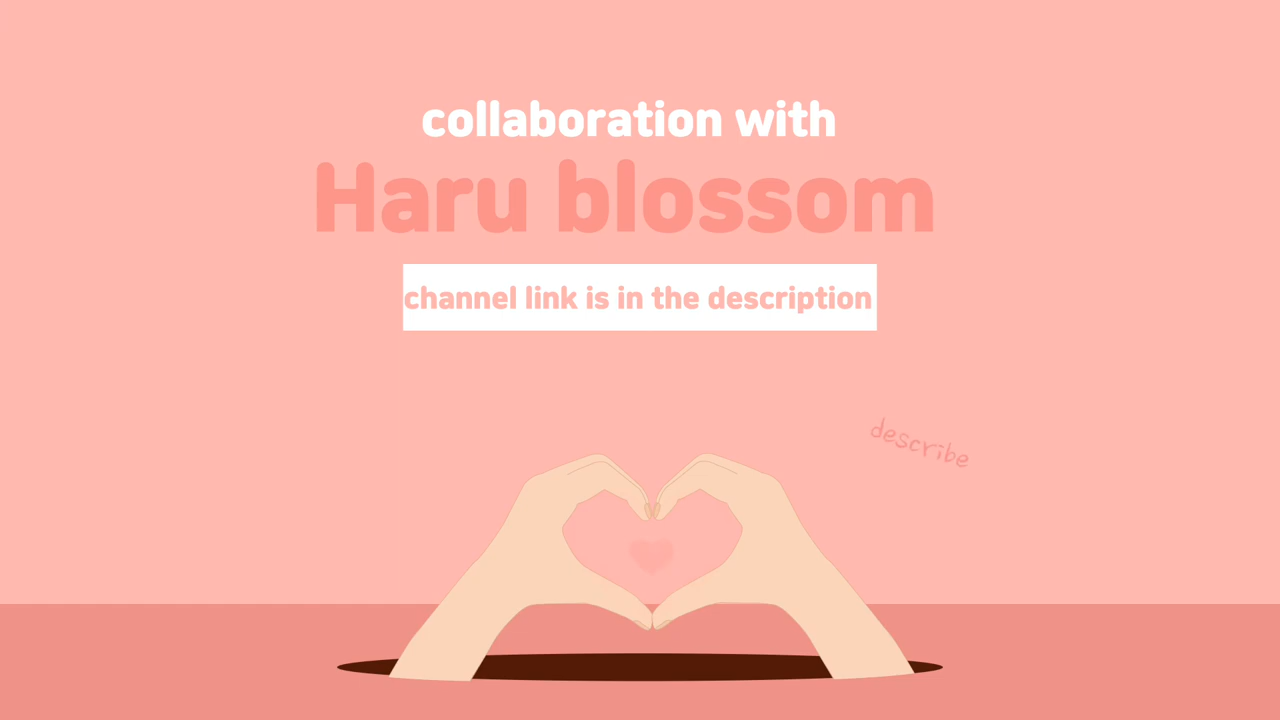 collaboration with
Haru blossom
channel link is in the description
describe